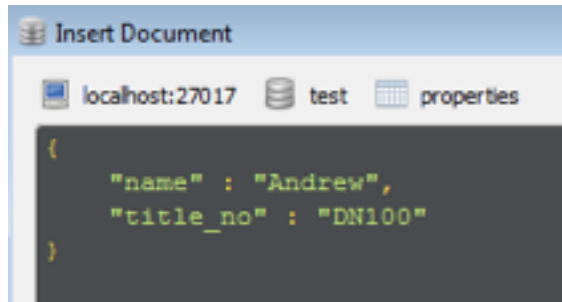 Insert Document
localhost:27017 test properties
{
"name" : "Andrew",
"title_no" : "DN100"
}